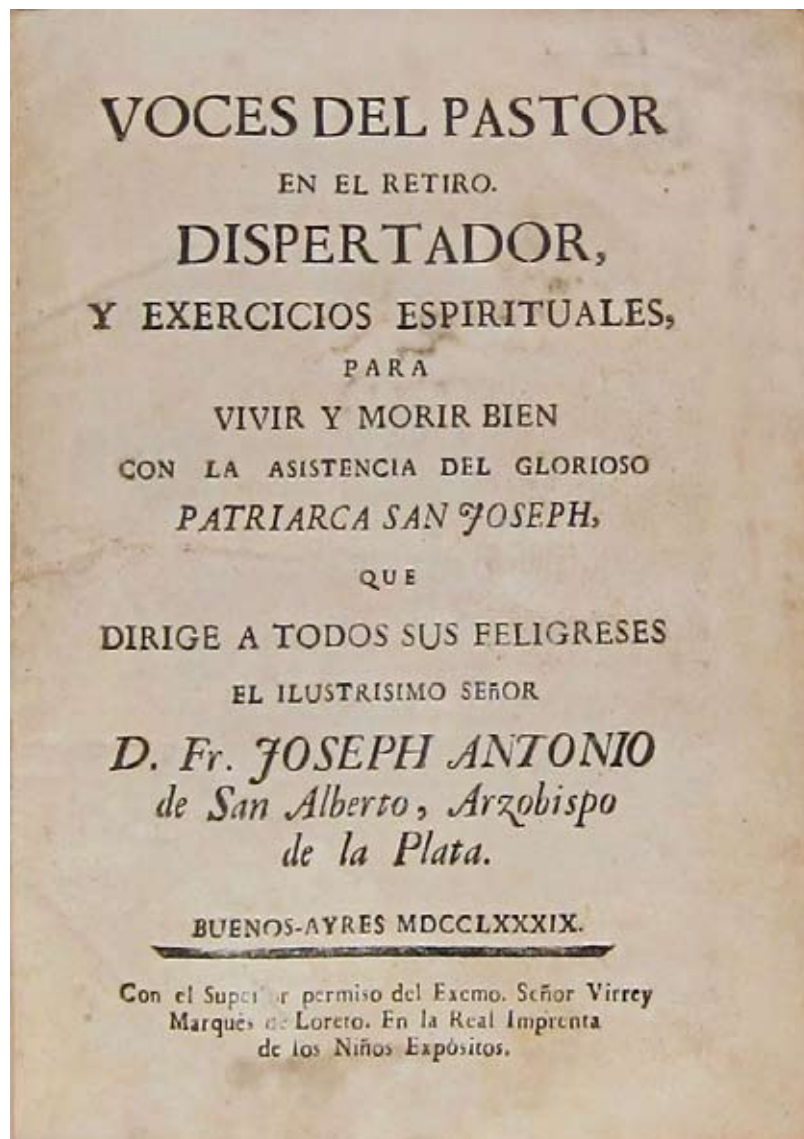 VOCES DEL PASTOR
EN EL RETIRO.
DISPERTADOR,
Y EXERCICIOS ESPIRITUALES,
PARA
VIVIR Y MORIR BIEN
CON LA ASISTENCIA DEL GLORIOSO
PATRIARCA SAN JOSEPH,
QUE
DIRIGE A TODOS SUS FELIGRESES
EL ILUSTRISIMO SEñOR
D. Fr. JOSEPH ANTONIO
de San Alberto, Arzobispo
de la Plata.
BUENOS-AYRES MDCCLXXXIX.
Con el Superior permiso del Exemo. Señor Virrey
Marqués de Loreto. En la Real Imprenta
de los Niños Expósitos.